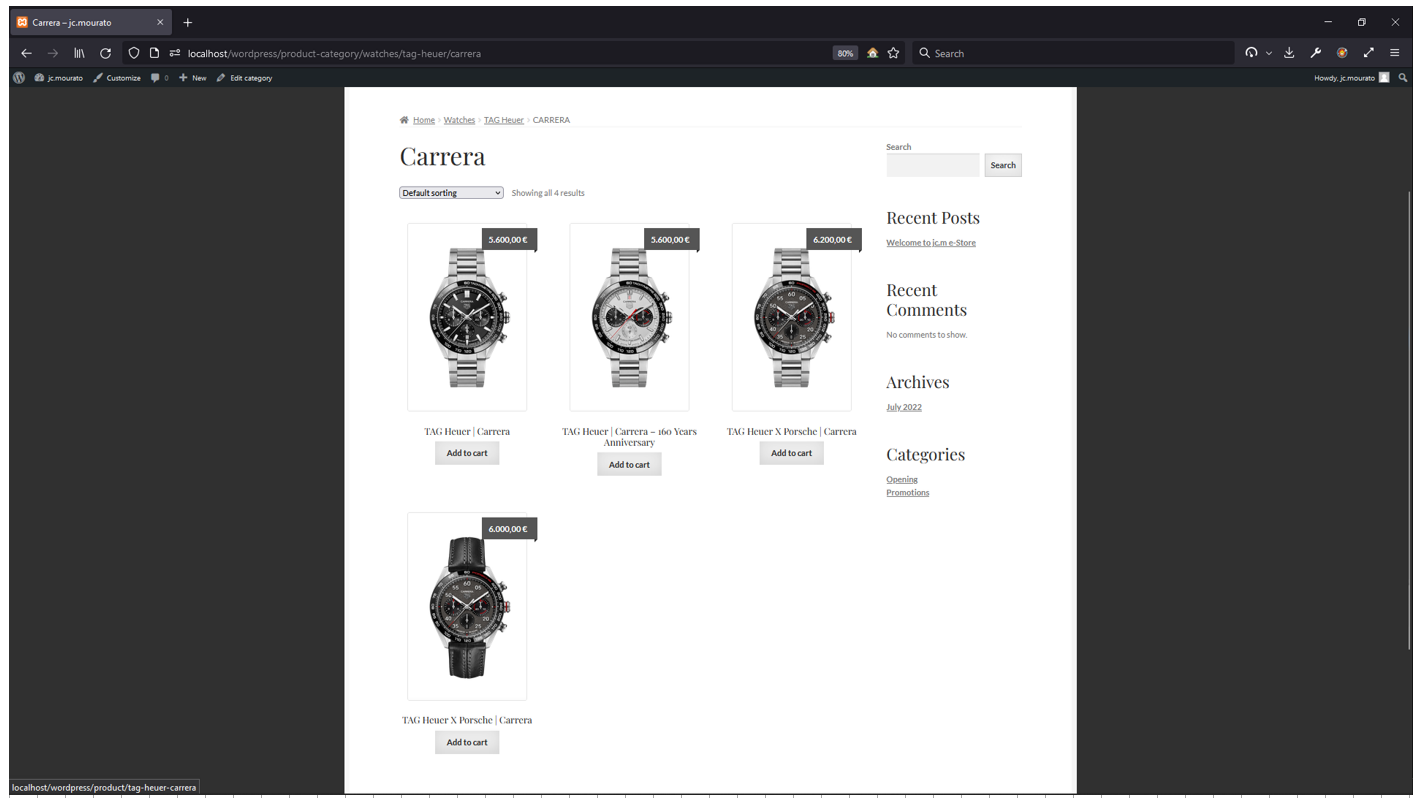 Carrera – jc.mourato
localhost/wordpress/product-category/watches/tag-heuer/carrera
80%
Search
jc.mourato
Customize
0
New
Edit category
Howdy, jc.mourato
Home › Watches › TAG Heuer › CARRERA
Carrera
Default sorting
Showing all 4 results
5.600,00 €
5.600,00 €
6.200,00 €
TAG Heuer | Carrera
Add to cart
TAG Heuer | Carrera – 160 Years
Anniversary
Add to cart
TAG Heuer X Porsche | Carrera
Add to cart
6.000,00 €
TAG Heuer X Porsche | Carrera
Add to cart
Search
Search
Recent Posts
Welcome to jc.m e-Store
Recent
Comments
No comments to show.
Archives
July 2022
Categories
Opening
Promotions
localhost/wordpress/product/tag-heuer-carrera